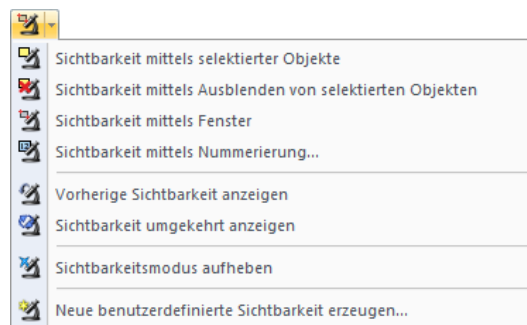 Sichtbarkeit mittels selektierter Objekte
Sichtbarkeit mittels Ausblenden von selektierten Objekten
Sichtbarkeit mittels Fenster
Sichtbarkeit mittels Nummerierung...
Vorherige Sichtbarkeit anzeigen
Sichtbarkeit umgekehrt anzeigen
Sichtbarkeitsmodus aufheben
Neue benutzerdefinierte Sichtbarkeit erzeugen...